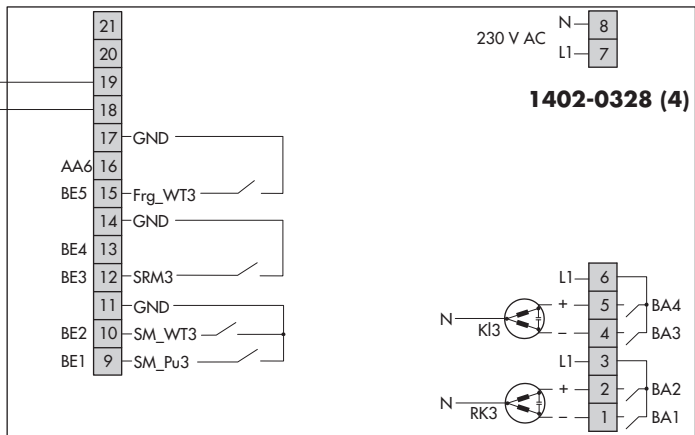 21
20
19
18
17 GND
AA6 16
BE5 15 Frg_WT3
14 GND
BE4 13
BE3 12 SRM3
11 GND
BE2 10 SM_WT3
BE1 9 SM_Pu3
N 8
230 V AC
L1 7
1402-0328 (4)
L1 6
+ 5 BA4
N Kl3
– 4 BA3
L1 3
+ 2 BA2
N RK3
– 1 BA1